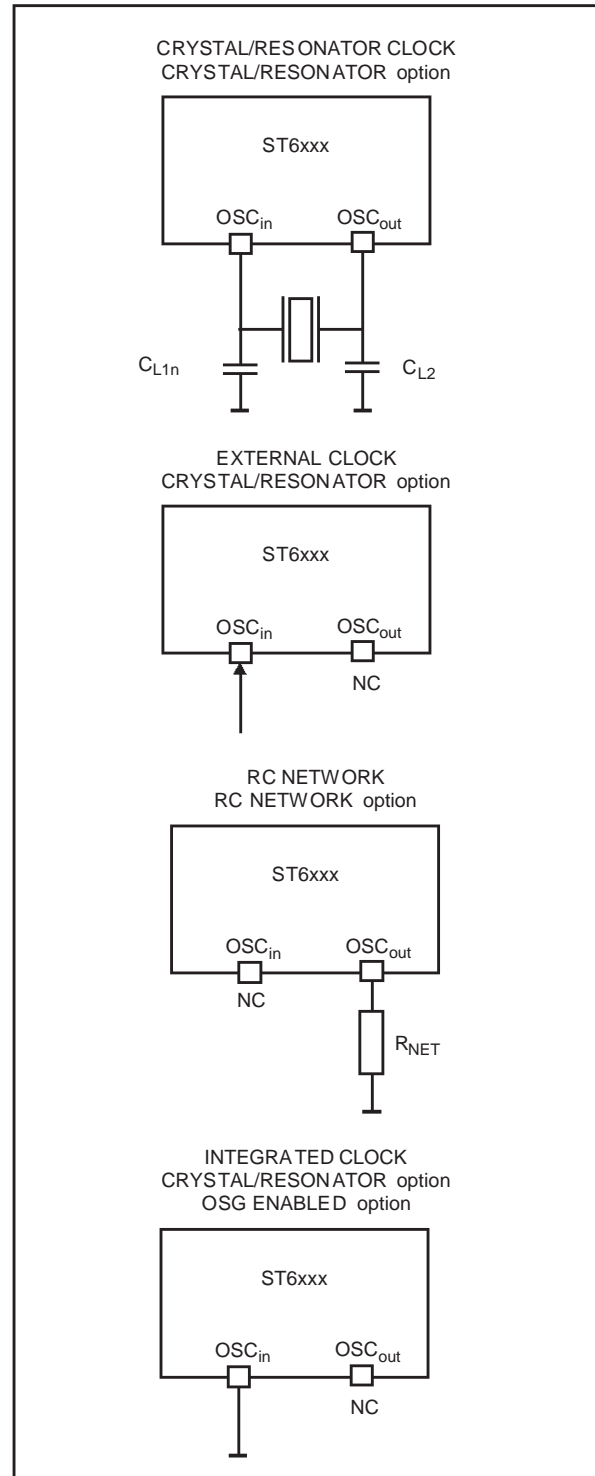 CRYSTAL/RESONATOR CLOCK
CRYSTAL/RESONATOR option
ST6xxx
OSCin OSCout
CL1n CL2
EXTERNAL CLOCK
CRYSTAL/RESONATOR option
ST6xxx
OSCin OSCout
NC
RC NETWORK
RC NETWORK option
ST6xxx
OSCin OSCout
NC
RNET
INTEGRATED CLOCK
CRYSTAL/RESONATOR option
OSG ENABLED option
ST6xxx
OSCin OSCout
NC